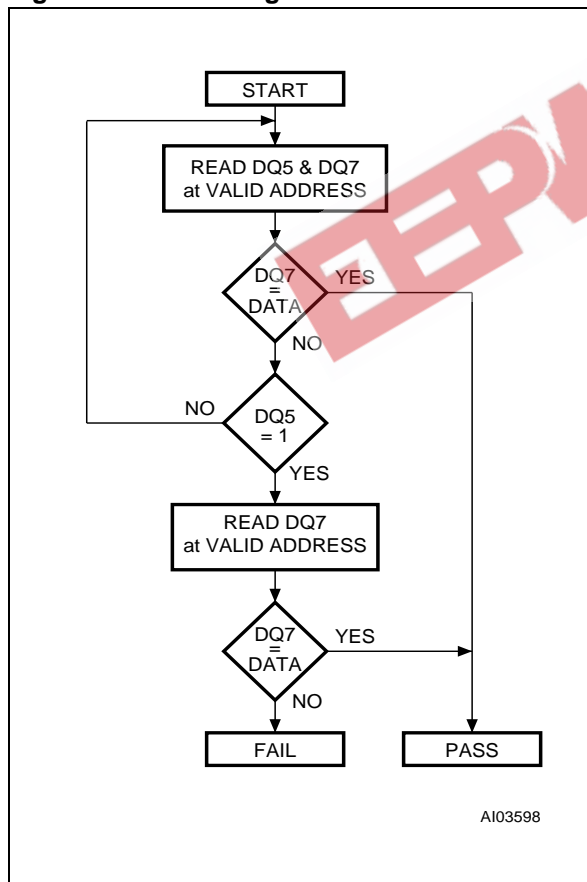 START
READ DQ5 & DQ7
at VALID ADDRESS
DQ7
=
DATA
YES
NO
NO
DQ5
= 1
YES
READ DQ7
at VALID ADDRESS
DQ7
=
DATA
YES
NO
FAIL
PASS
AI03598